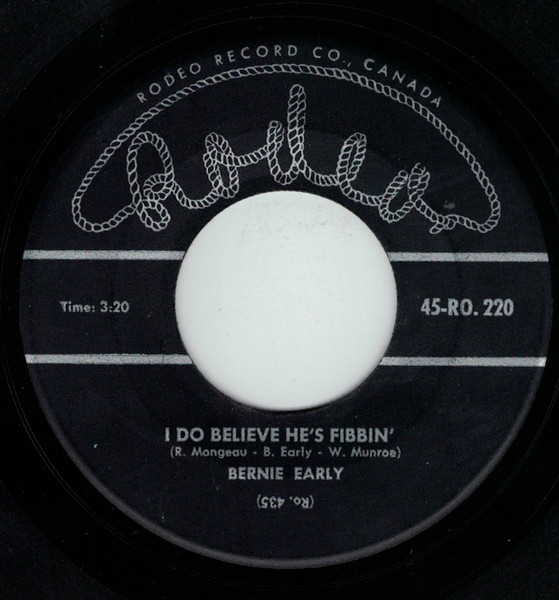 RODEO RECORD CO., CANADA
Rodeo
Time: 3:20
45-RO. 220
I DO BELIEVE HE'S FIBBIN'
(R. Mongeau - B. Early - W. Munroe)
BERNIE EARLY
(Ro. 435)